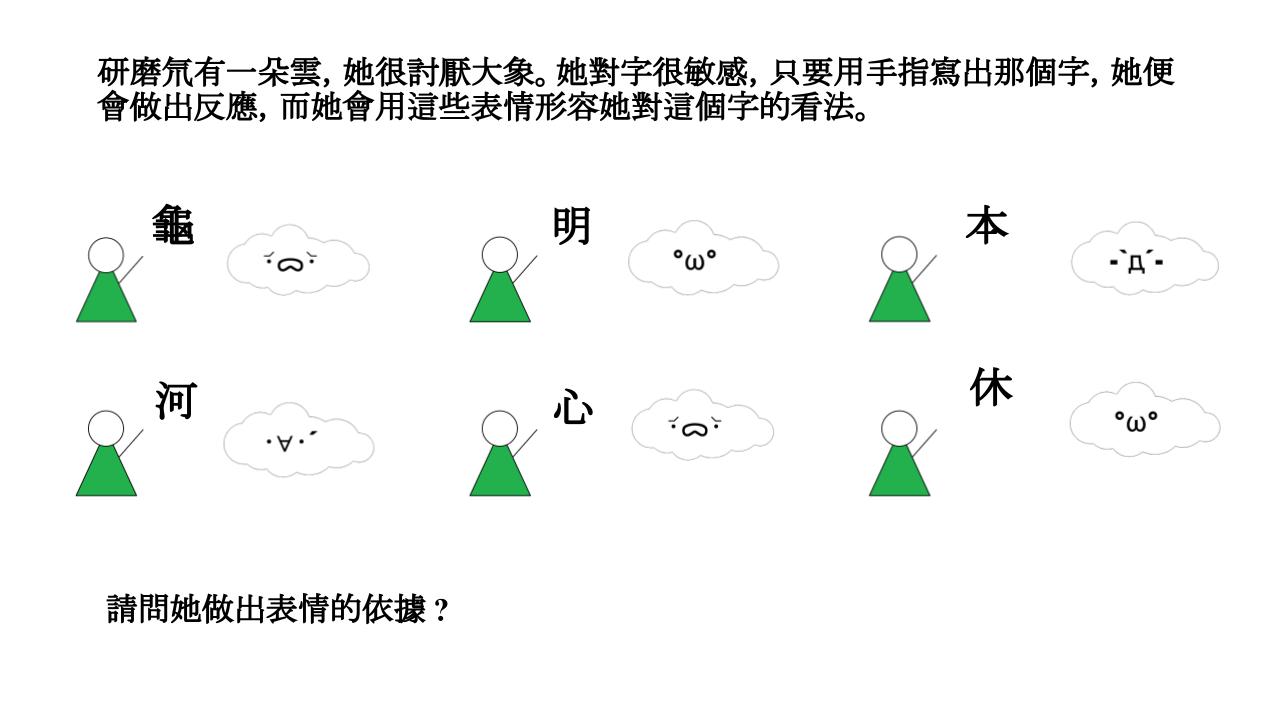 研磨氘有一朵雲，她很討厭大象。她對字很敏感，只要用手指寫出那個字，她便
會做出反應，而她會用這些表情形容她對這個字的看法。
龜
明
°ω°
本
-`д´-
河
·∀·´
心
休
°ω°
請問她做出表情的依據？